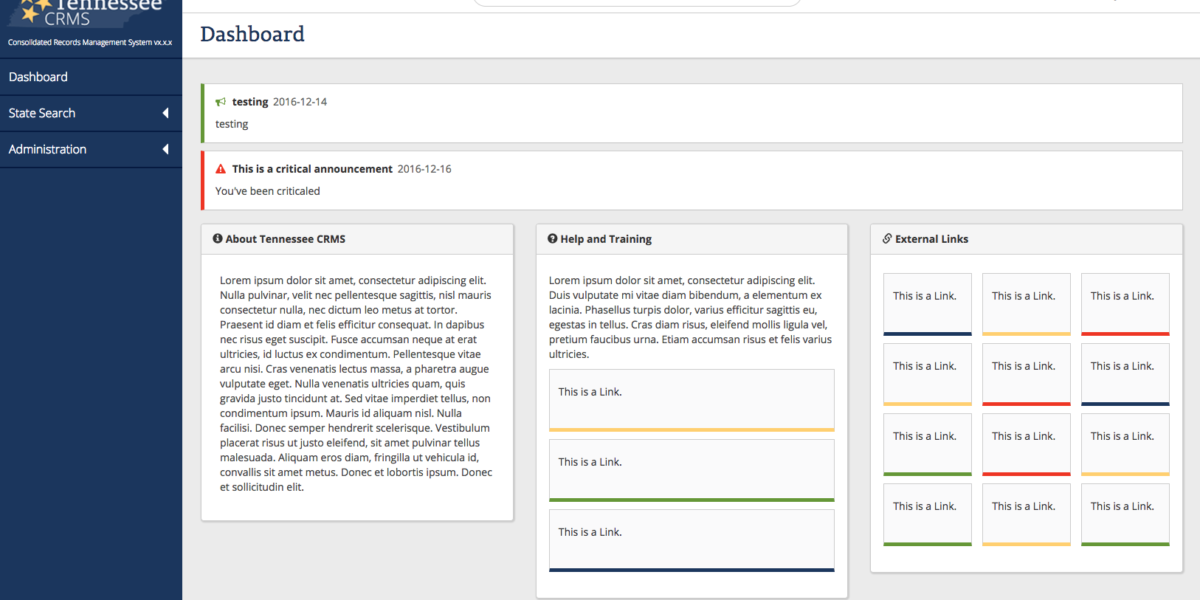 Tennessee
CRMS
Consolidated Records Management System vx.x.x
Dashboard
State Search
Administration
Dashboard
testing 2016-12-14
testing
This is a critical announcement 2016-12-16
You've been criticaled
About Tennessee CRMS
Lorem ipsum dolor sit amet, consectetur adipiscing elit.
Nulla pulvinar, velit nec pellentesque sagittis, nisl mauris
consectetur nulla, nec dictum leo metus at tortor.
Praesent id diam et felis efficitur consequat. In dapibus
nec risus eget suscipit. Fusce accumsan neque at erat
ultricies, id luctus ex condimentum. Pellentesque vitae
arcu nisi. Cras venenatis lectus massa, a pharetra augue
vulputate eget. Nulla venenatis ultricies quam, quis
gravida justo tincidunt at. Sed vitae imperdiet tellus, non
condimentum ipsum. Mauris id aliquam nisl. Nulla
facilisi. Donec semper hendrerit scelerisque. Vestibulum
placerat risus ut justo eleifend, sit amet pulvinar tellus
malesuada. Aliquam eros diam, fringilla ut vehicula id,
convallis sit amet metus. Donec et lobortis ipsum. Donec
et sollicitudin elit.
Help and Training
Lorem ipsum dolor sit amet, consectetur adipiscing elit.
Duis vulputate mi vitae diam bibendum, a elementum ex
lacinia. Phasellus turpis dolor, varius efficitur sagittis eu,
egestas in tellus. Cras diam risus, eleifend mollis ligula vel,
pretium faucibus urna. Etiam accumsan risus et felis varius
ultricies.
This is a Link.
This is a Link.
This is a Link.
External Links
This is a Link. This is a Link. This is a Link.
This is a Link. This is a Link. This is a Link.
This is a Link. This is a Link. This is a Link.
This is a Link. This is a Link. This is a Link.